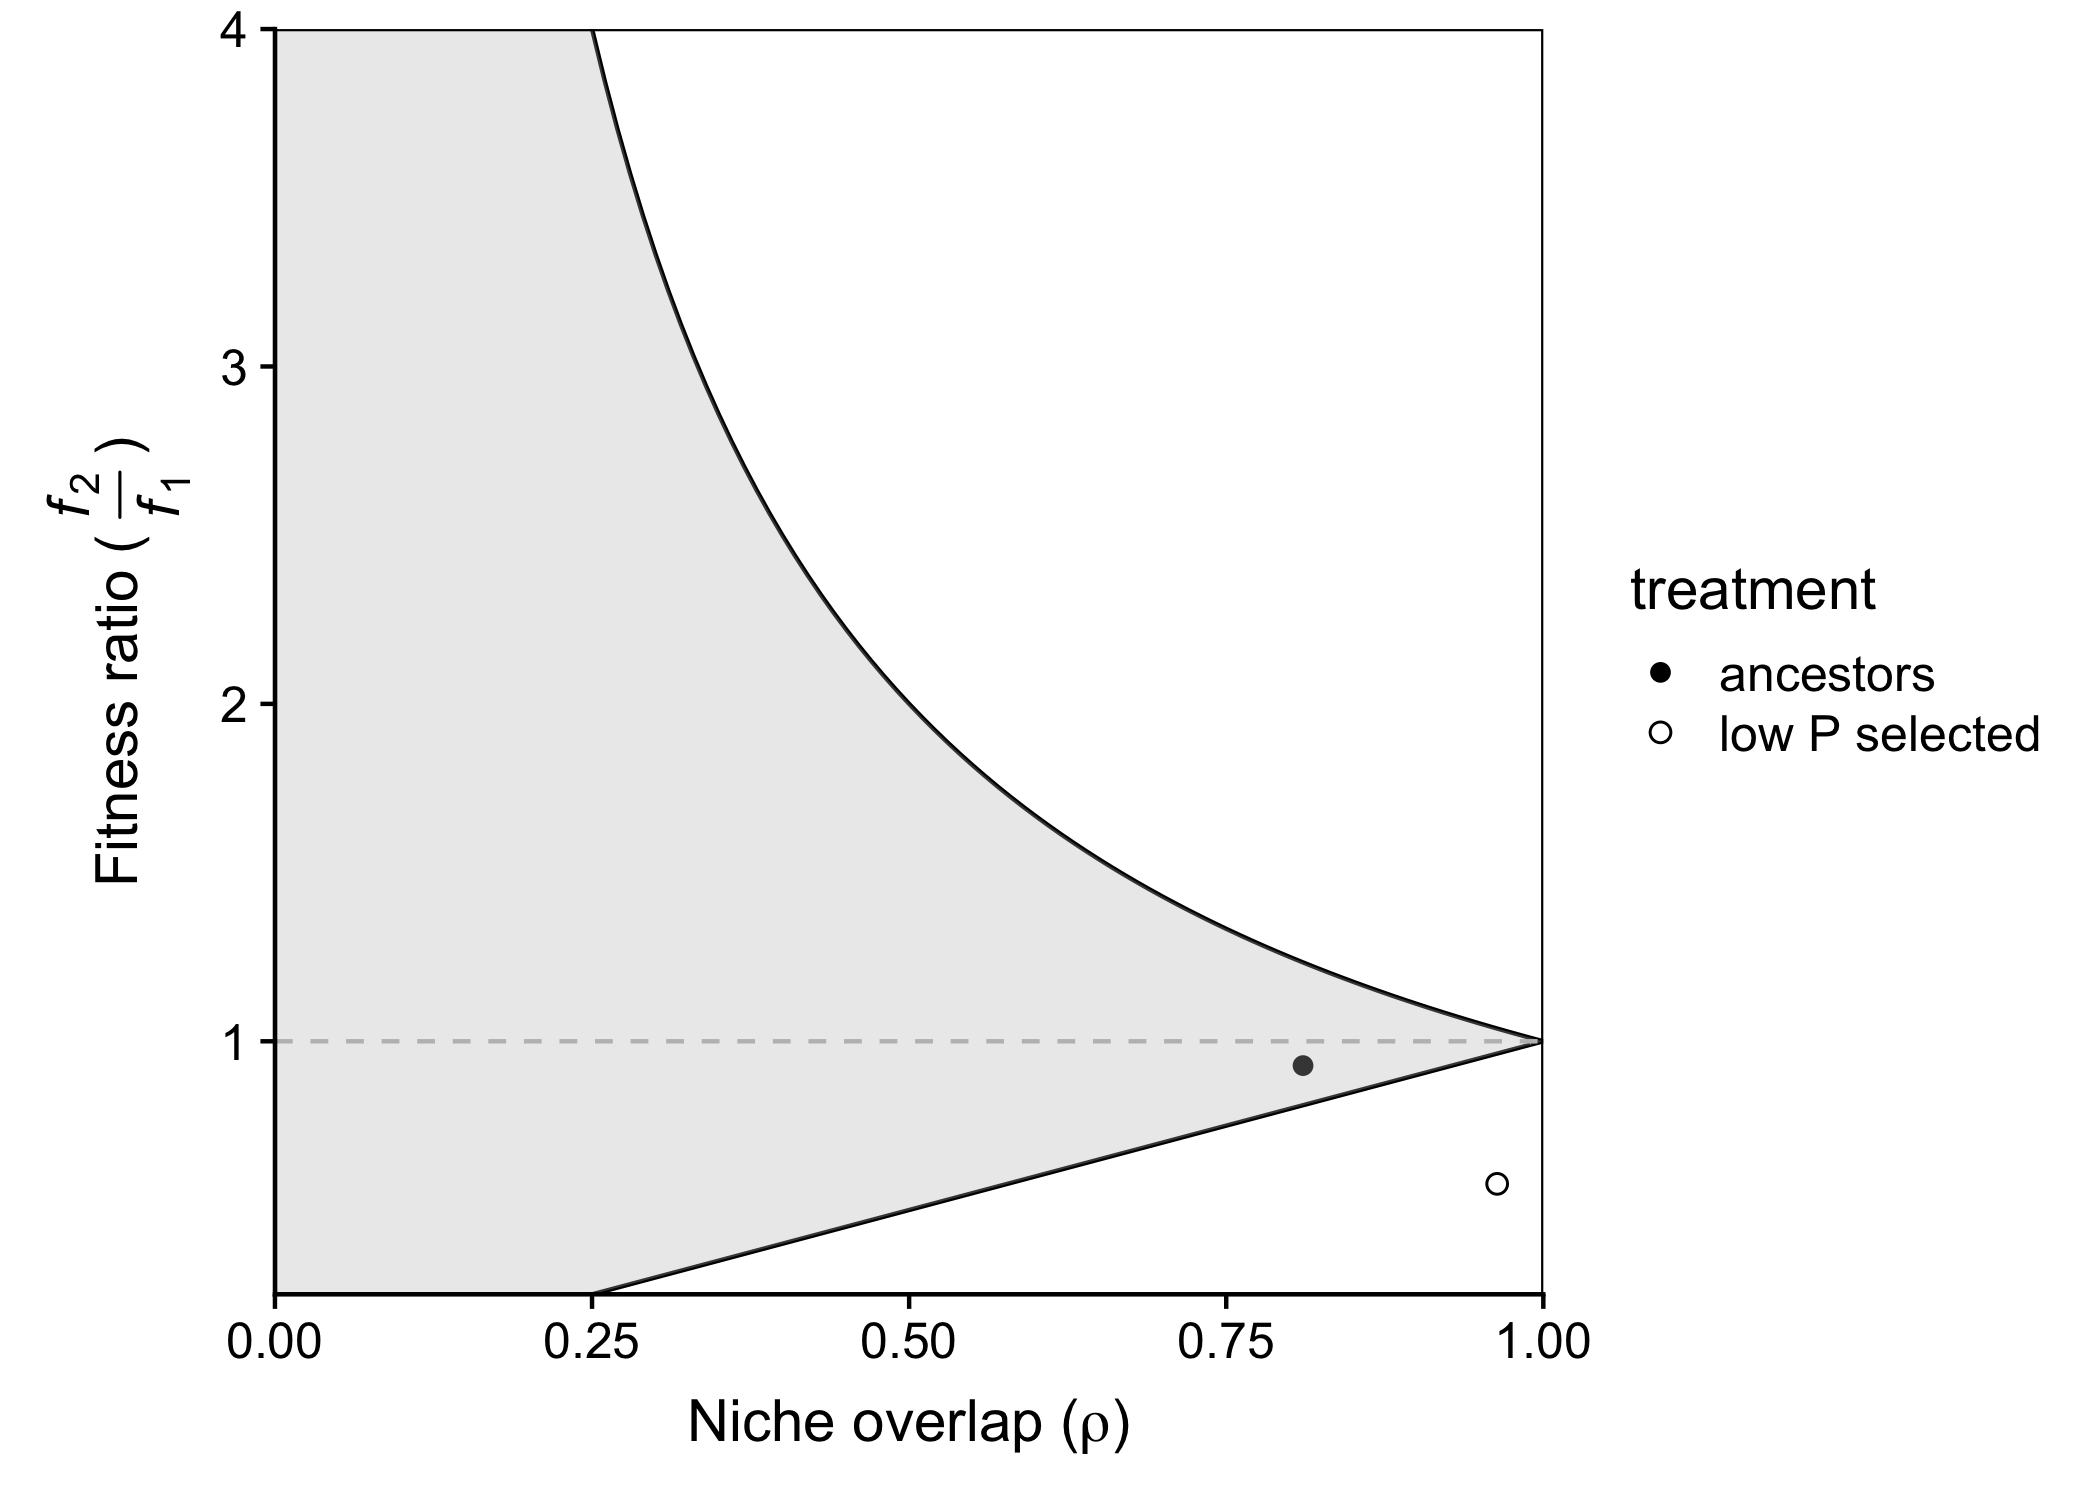 4
3
2
1
Fitness ratio (f2/f1)
0.00 0.25 0.50 0.75 1.00
Niche overlap (ρ)
treatment
ancestors
low P selected